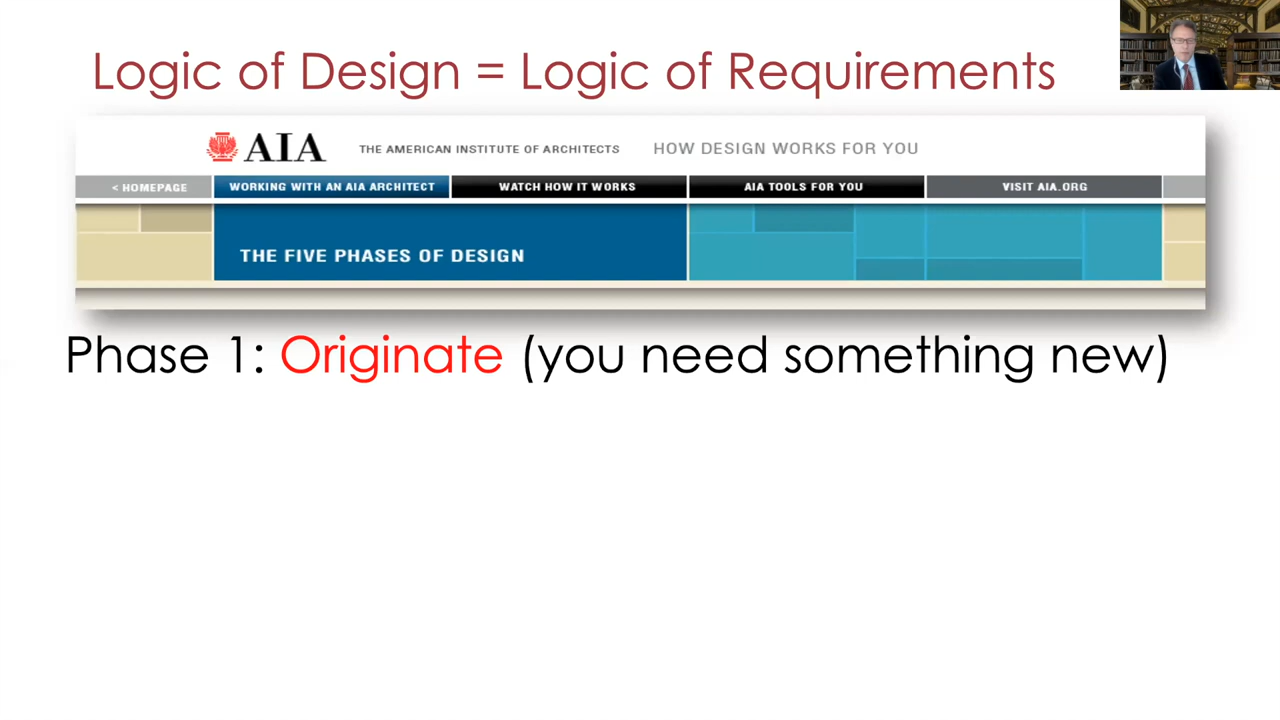 Logic of Design = Logic of Requirements
AIA THE AMERICAN INSTITUTE OF ARCHITECTS HOW DESIGN WORKS FOR YOU
< HOMEPAGE WORKING WITH AN AIA ARCHITECT WATCH HOW IT WORKS AIA TOOLS FOR YOU VISIT AIA.ORG
THE FIVE PHASES OF DESIGN
Phase 1: Originate (you need something new)